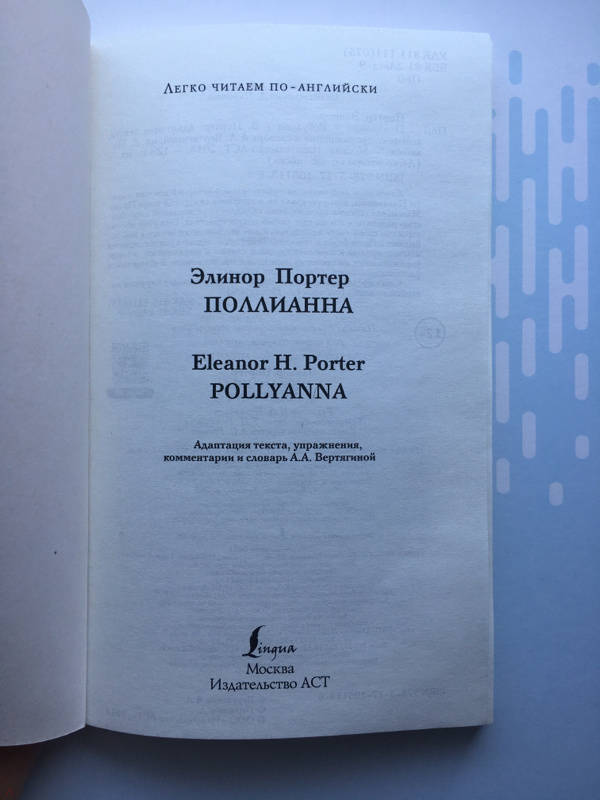 Легко читаем по-английски
Элинор Портер
ПОЛЛИАННА
Eleanor H. Porter
POLLYANNA
Адаптация текста, упражнения,
комментарии и словарь А.А. Вертягиной
Lingua
Москва
Издательство АСТ